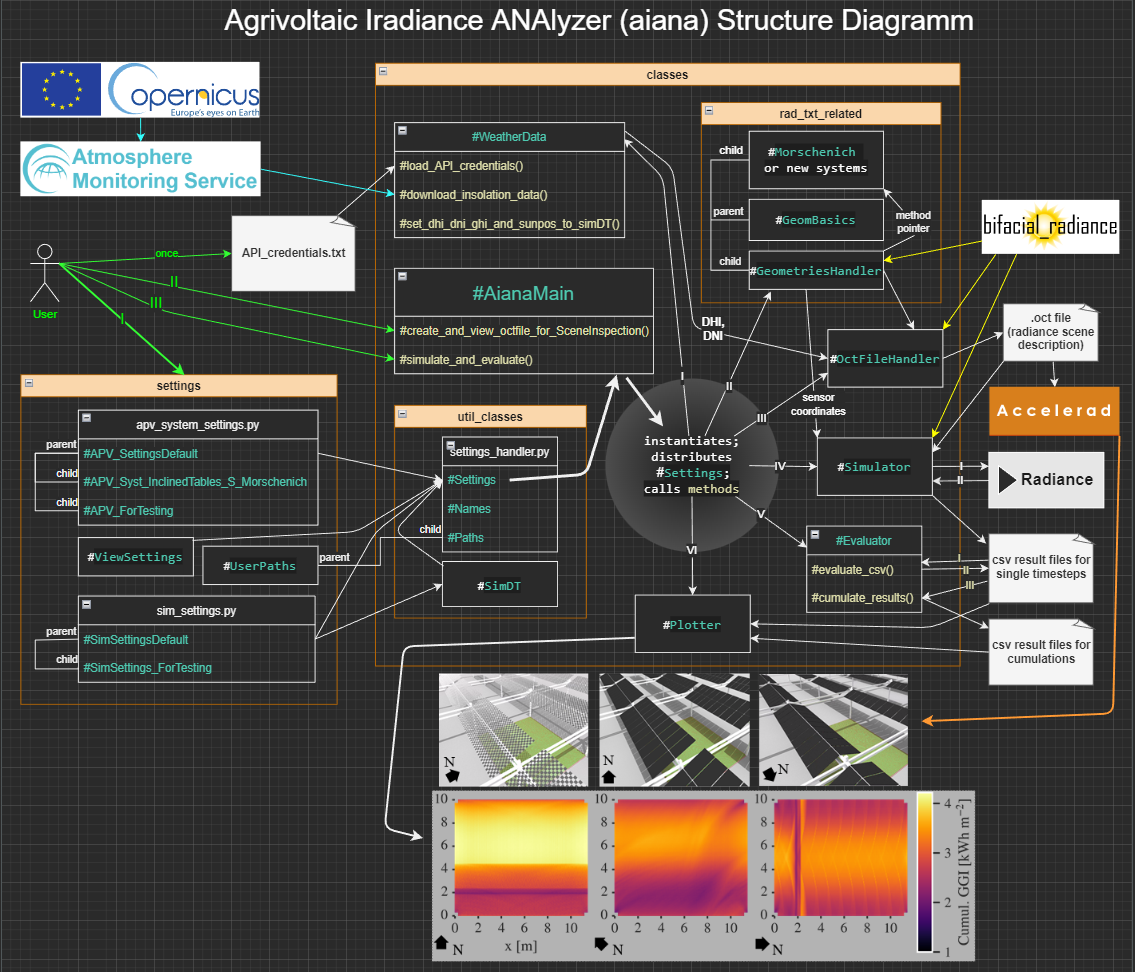 Agrivoltaic Iradiance ANAlyzer (aiana) Structure Diagramm
opernicus
Europe's eyes on Earth
Atmosphere
Monitoring Service
classes
#WeatherData
#load_API_credentials()
#download_insolation_data()
#set_dhi_dni_ghi_and_sunpos_to_simDT()
rad_txt_related
child
#Morschenich
or new systems
parent
#GeomBasics
method
pointer
child
#GeometriesHandler
bifacial_radiance
API_credentials.txt
once
II
III
I
User
#AianaMain
#create_and_view_octfile_for_SceneInspection()
#simulate_and_evaluate()
DHI,
DNI
#OctFileHandler
.oct file
(radiance scene
description)
Accelerad
settings
apv_system_settings.py
parent
#APV_SettingsDefault
child
#APV_Syst_InclinedTables_S_Morschenich
child
#APV_ForTesting
#ViewSettings
#UserPaths
parent
sim_settings.py
parent
#SimSettingsDefault
child
#SimSettings_ForTesting
util_classes
settings_handler.py
#Settings
#Names
child
#Paths
#SimDT
instantiates;
distributes
#Settings;
calls methods
I
II
III
IV
V
VI
sensor
coordinates
#Simulator
I
II
Radiance
#Evaluator
#evaluate_csv()
#cumulate_results()
I
II
III
csv result files for
single timesteps
csv result files for
cumulations
#Plotter
N
N
N
10
8
6
4
2
0
0 2 4 6 8 10
N
x [m]
10
8
6
4
2
0
0 2 4 6 8 10
N
10
8
6
4
2
0
0 2 4 6 8 10
N
4
3
2
1
Cumul. GGI [kWh m⁻²]